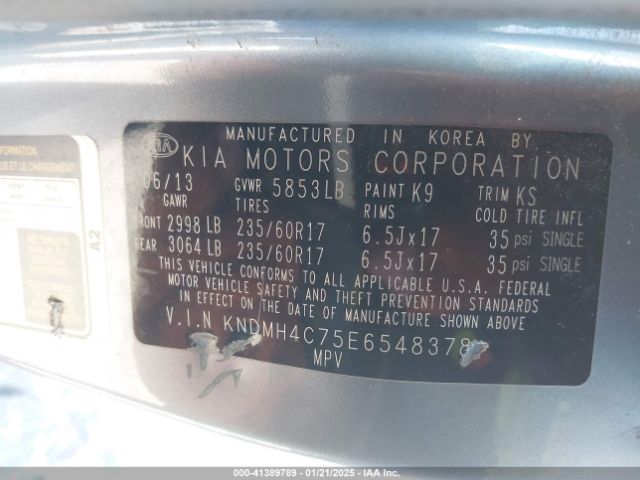 MANUFACTURED IN KOREA BY
KIA KIA MOTORS CORPORATION
06/13 GVWR 5853LB PAINT K9 TRIM KS
GAWR TIRES RIMS COLD TIRE INFL
FRONT 2998 LB 235/60R17 6.5Jx17 35 psi SINGLE
REAR 3064 LB 235/60R17 6.5Jx17 35 psi SINGLE
THIS VEHICLE CONFORMS TO ALL APPLICABLE U.S.A. FEDERAL
MOTOR VEHICLE SAFETY AND THEFT PREVENTION STANDARDS
IN EFFECT ON THE DATE OF MANUFACTURE SHOWN ABOVE
V.I.N KNDMH4C75E6548378
MPV
A2
000-41389789 - 01/21/2025 - IAA Inc.